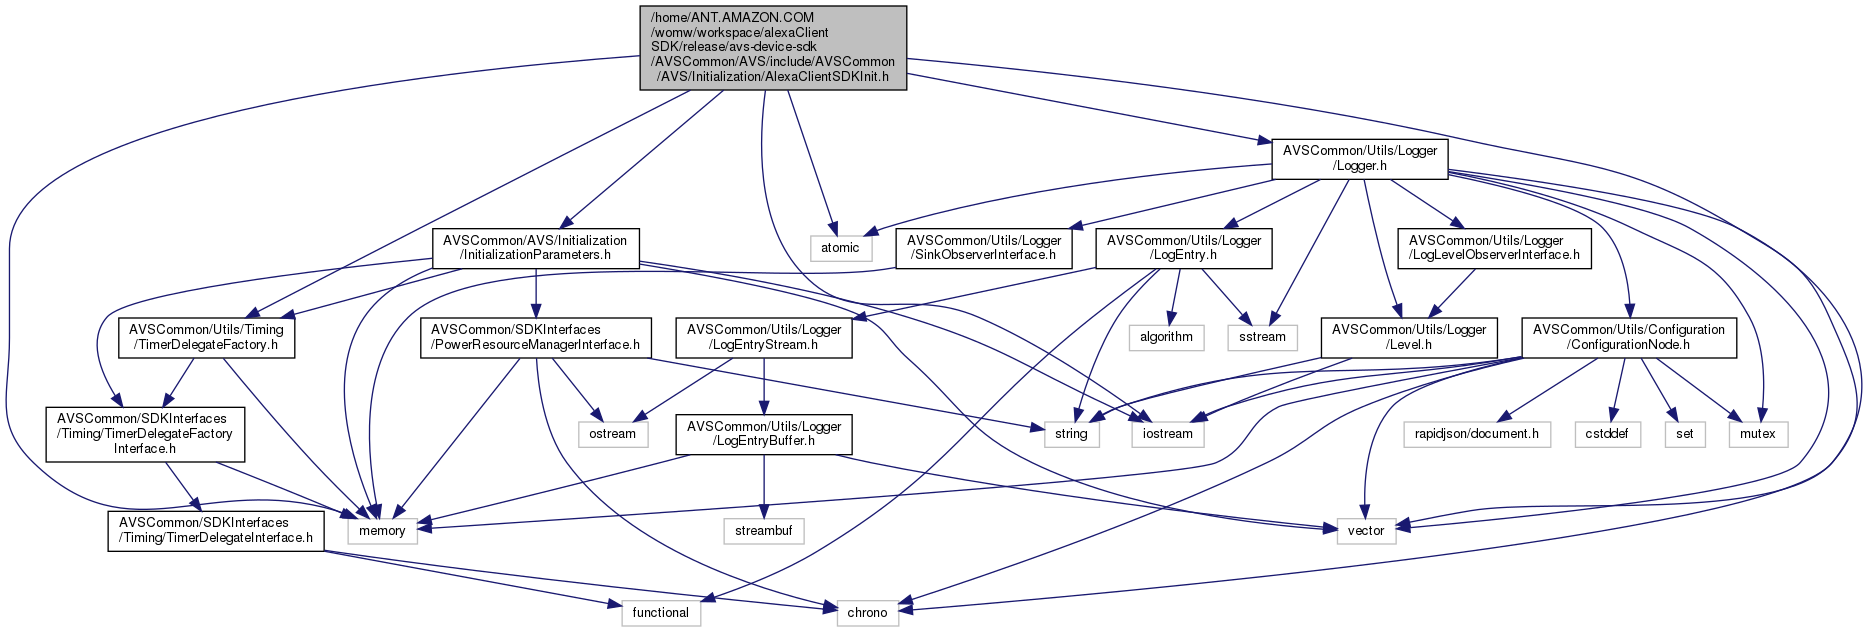 /home/ANT.AMAZON.COM
/womw/workspace/alexaClient
SDK/release/avs-device-sdk
/AVSCommon/AVS/include/AVSCommon
/AVS/Initialization/AlexaClientSDKInit.h
AVSCommon/Utils/Logger
/Logger.h
AVSCommon/AVS/Initialization
/InitializationParameters.h
atomic
AVSCommon/Utils/Logger
/SinkObserverInterface.h
AVSCommon/Utils/Logger
/LogEntry.h
AVSCommon/Utils/Logger
/LogLevelObserverInterface.h
AVSCommon/Utils/Timing
/TimerDelegateFactory.h
AVSCommon/SDKInterfaces
/PowerResourceManagerInterface.h
AVSCommon/Utils/Logger
/LogEntryStream.h
algorithm
sstream
AVSCommon/Utils/Logger
/Level.h
AVSCommon/Utils/Configuration
/ConfigurationNode.h
AVSCommon/SDKInterfaces
/Timing/TimerDelegateFactory
Interface.h
ostream
AVSCommon/Utils/Logger
/LogEntryBuffer.h
string
iostream
rapidjson/document.h
cstddef
set
mutex
AVSCommon/SDKInterfaces
/Timing/TimerDelegateInterface.h
memory
streambuf
vector
functional
chrono